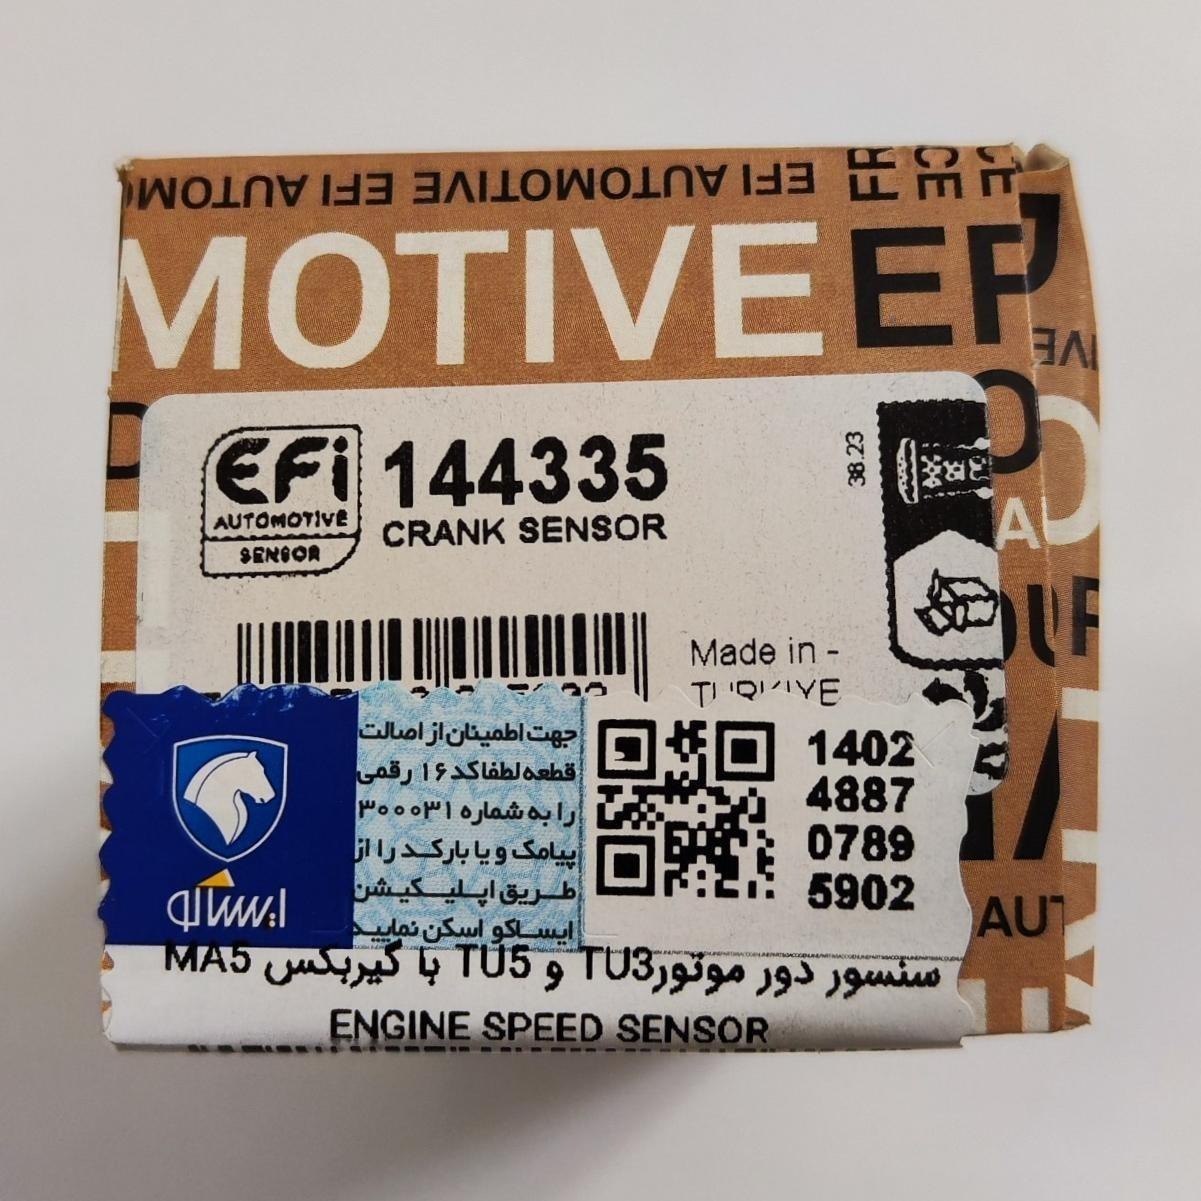 EFI AUTOMOTIVE EFI AUTOM
MOTIVE
EFI
AUTOMOTIVE
SENSOR
144335
CRANK SENSOR
38.23
Made in -
TURKIYE
جهت اطمینان از اصالت
قطعه لطفا کد ۱۶ رقمی
را به شماره ۳۰۰۰۳۱
پیامک و یا بارکد را از
طریق اپلیکیشن
ایساکو اسکن نمایید
ایساکو
1402
4887
0789
5902
AUT
سنسور دور موتور TU3 و TU5 با گیربکس MA5
ENGINE SPEED SENSOR